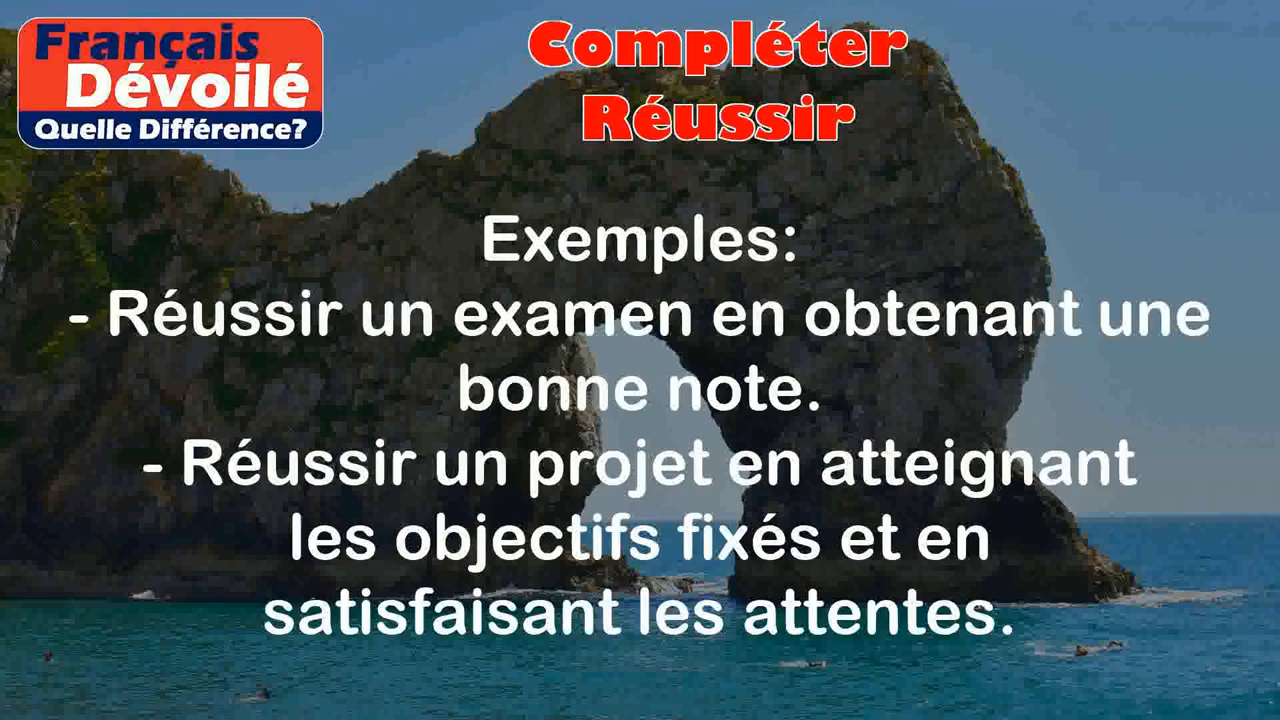 Français
Dévoilé
Quelle Différence?
Compléter
Réussir
Exemples:
- Réussir un examen en obtenant une
bonne note.
- Réussir un projet en atteignant
les objectifs fixés et en
satisfaisant les attentes.